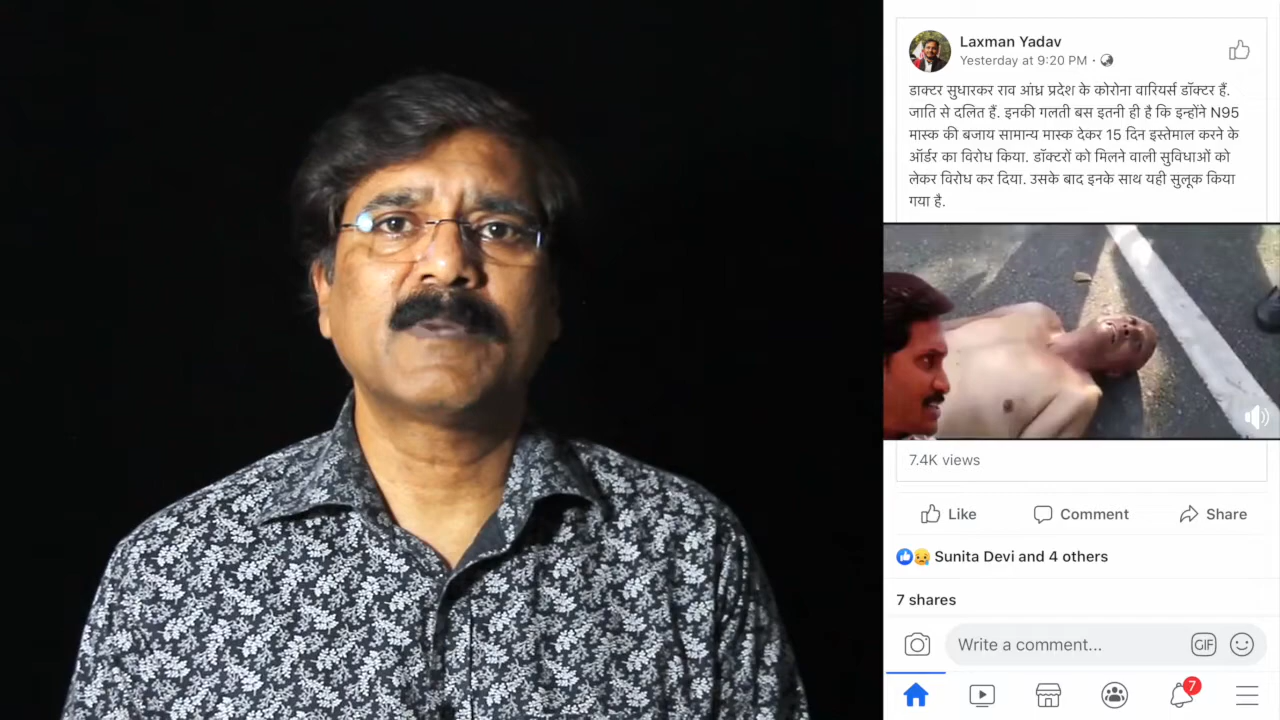 Laxman Yadav
Yesterday at 9:20 PM ·
डाक्टर सुधारकर राव आंध्र प्रदेश के कोरोना वारियर्स डॉक्टर हैं.
जाति से दलित हैं. इनकी गलती बस इतनी ही है कि इन्होंने N95
मास्क की बजाय सामान्य मास्क देकर 15 दिन इस्तेमाल करने के
ऑर्डर का विरोध किया. डॉक्टरों को मिलने वाली सुविधाओं को
लेकर विरोध कर दिया. उसके बाद इनके साथ यही सुलूक किया
गया है.
7.4K views
Like Comment Share
Sunita Devi and 4 others
7 shares
Write a comment... GIF
7